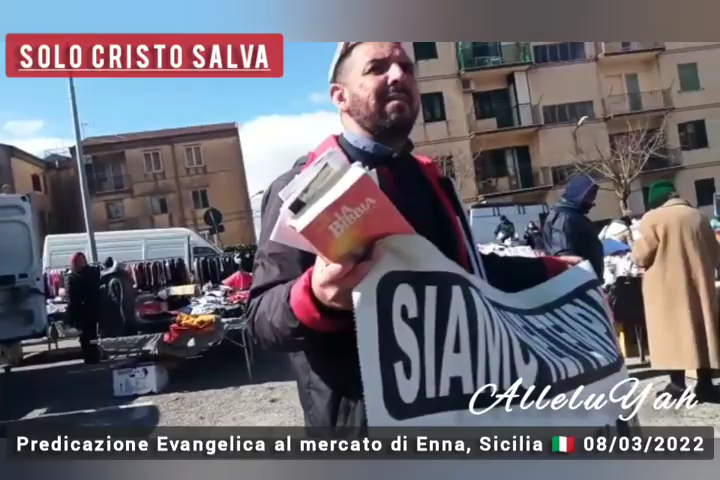 SOLO CRISTO SALVA
LA
BIBBIA
SIAMO
AlleluYah
Predicazione Evangelica al mercato di Enna, Sicilia 🇮🇹 08/03/2022